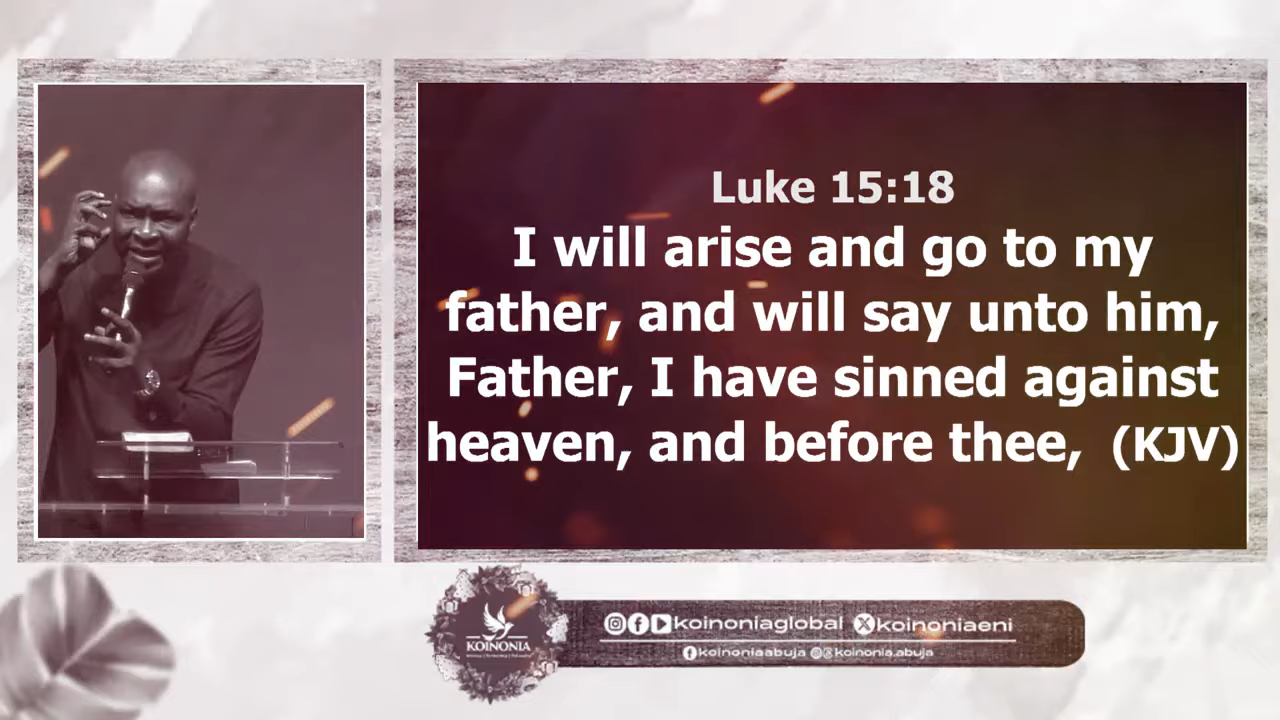 Luke 15:18
I will arise and go to my
father, and will say unto him,
Father, I have sinned against
heaven, and before thee, (KJV)
KOINONIA
koinoniaglobal koinoniaeni
koinoniaabuja koinonia.abuja